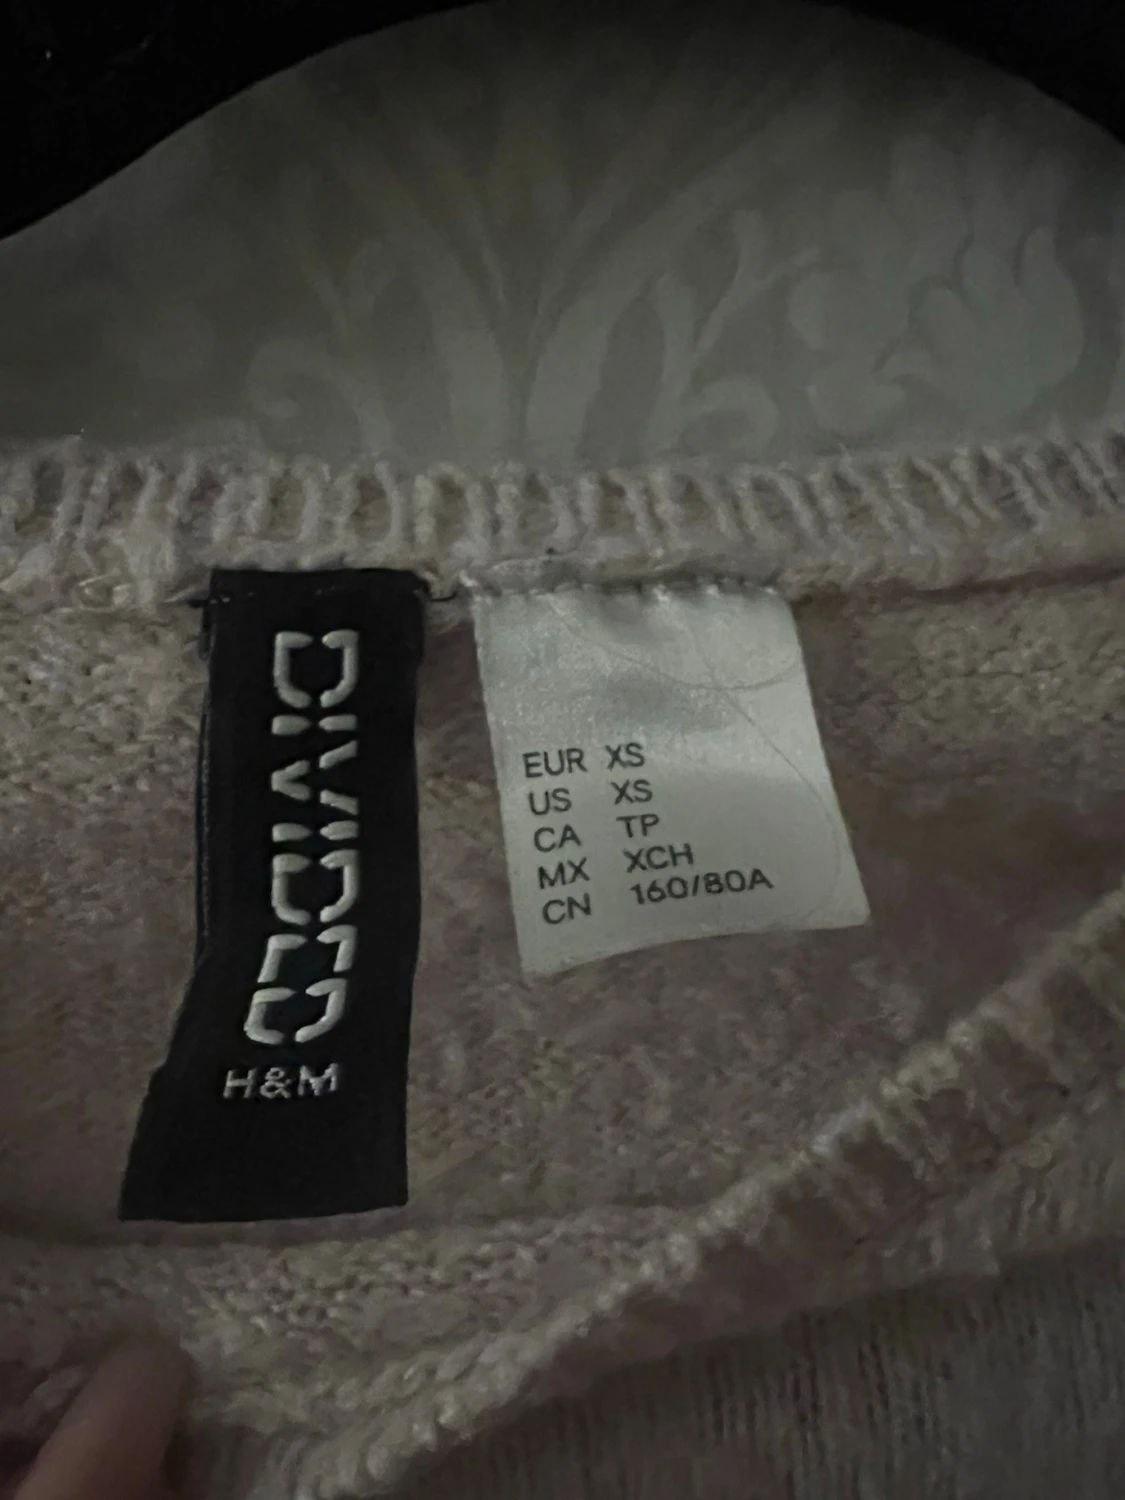 DIVIDED
H&M
EUR XS
US XS
CA TP
MX XCH
CN 160/80A